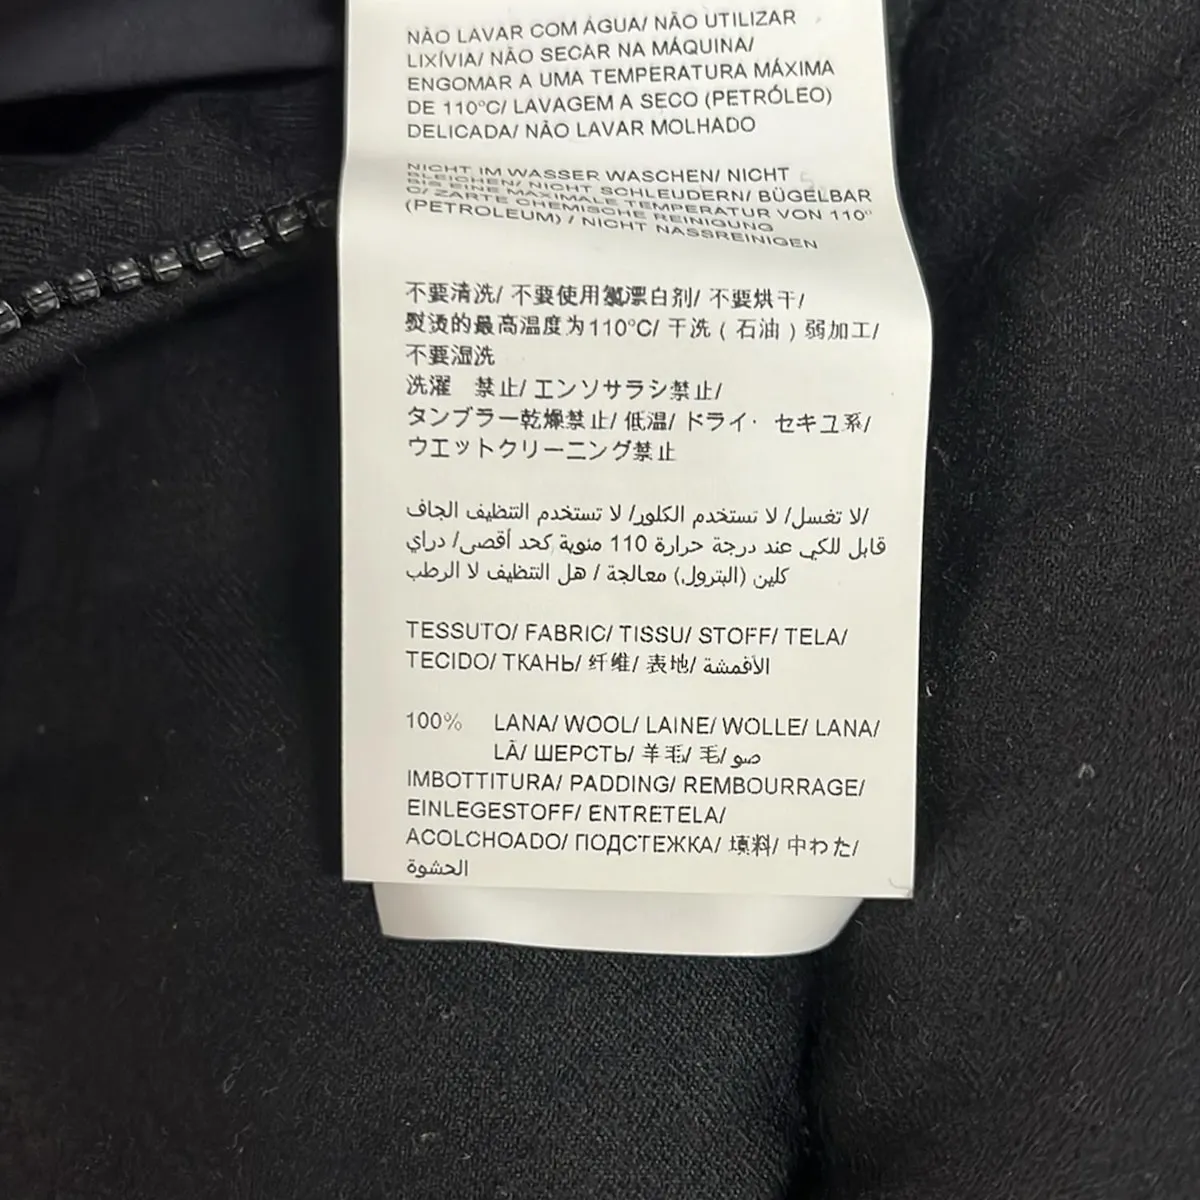 NÃO LAVAR COM ÁGUA/ NÃO UTILIZAR
LIXÍVIA/ NÃO SECAR NA MÁQUINA/
ENGOMAR A UMA TEMPERATURA MÁXIMA
DE 110°C/ LAVAGEM A SECO (PETRÓLEO)
DELICADA/ NÃO LAVAR MOLHADO
NICHT IM WASSER WASCHEN/ NICHT
BLEICHEN/ NICHT SCHLEUDERN/ BÜGELBAR
BIS EINE MAXIMALE TEMPERATUR VON 110°
C/ ZARTE CHEMISCHE REINIGUNG
(PETROLEUM) / NICHT NASSREINIGEN
不要清洗/ 不要使用氯漂白剂/ 不要烘干/
熨烫的最高温度为110°C/ 干洗 ( 石油 ) 弱加工/
不要湿洗
洗濯 禁止/ エンソサラシ禁止/
タンブラー乾燥禁止/ 低温/ ドライ· セキユ系/
ウエットクリーニング禁止
لا تغسل/ لا تستخدم الكلور/ لا تستخدم التنظيف الجاف/
قابل للكي عند درجة حرارة 110 منوية كحد أقصى/ دراي
كلين (البترول) معالجة / هل التنظيف لا الرطب
TESSUTO/ FABRIC/ TISSU/ STOFF/ TELA/
TECIDO/ ТКАНЬ/ 纤维/ 表地/ الأقمشة
100% LANA/ WOOL/ LAINE/ WOLLE/ LANA/
LÀ/ ШЕРСТЬ/ 羊毛/ 毛/ صو
IMBOTTITURA/ PADDING/ REMBOURRAGE/
EINLEGESTOFF/ ENTRETELA/
ACOLCHOADO/ ПОДСТЕЖКА/ 填料/ 中わた/
الحشوة